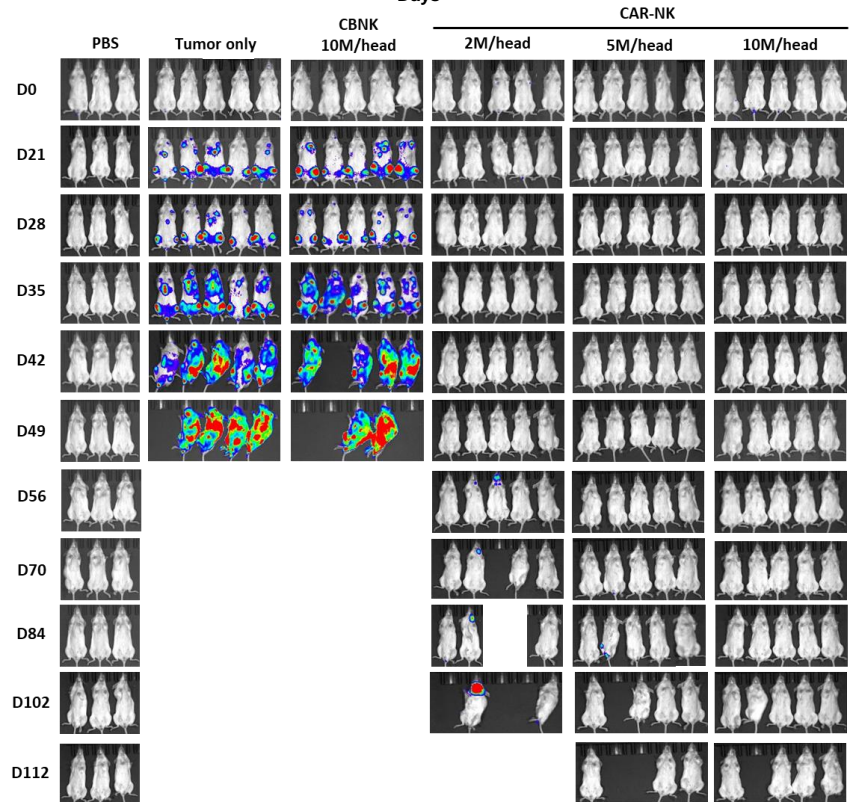 Days
CAR-NK
CBNK
PBS
Tumor only
10M/head
2M/head
5M/head
10M/head
D0
D21
D28
D35
D42
D49
D56
D70
D84
D102
D112